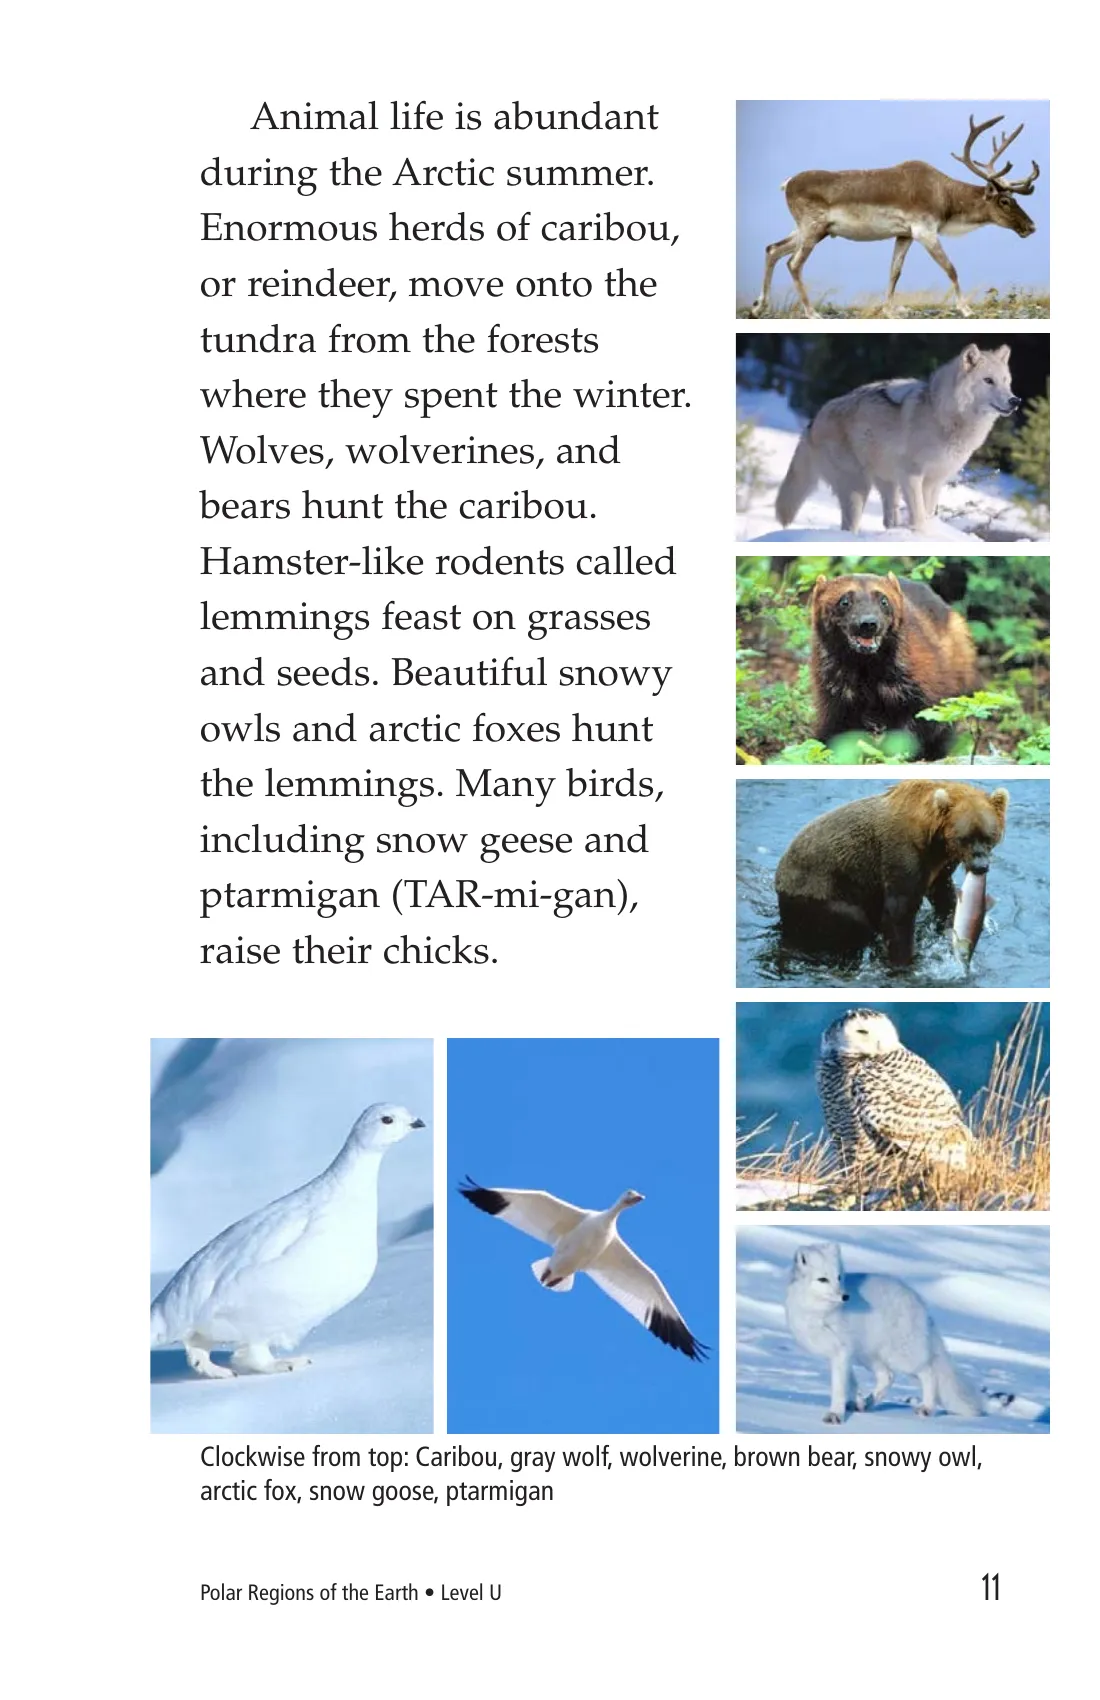 Animal life is abundant
during the Arctic summer.
Enormous herds of caribou,
or reindeer, move onto the
tundra from the forests
where they spent the winter.
Wolves, wolverines, and
bears hunt the caribou.
Hamster-like rodents called
lemmings feast on grasses
and seeds. Beautiful snowy
owls and arctic foxes hunt
the lemmings. Many birds,
including snow geese and
ptarmigan (TAR-mi-gan),
raise their chicks.
Clockwise from top: Caribou, gray wolf, wolverine, brown bear, snowy owl,
arctic fox, snow goose, ptarmigan
Polar Regions of the Earth • Level U
11